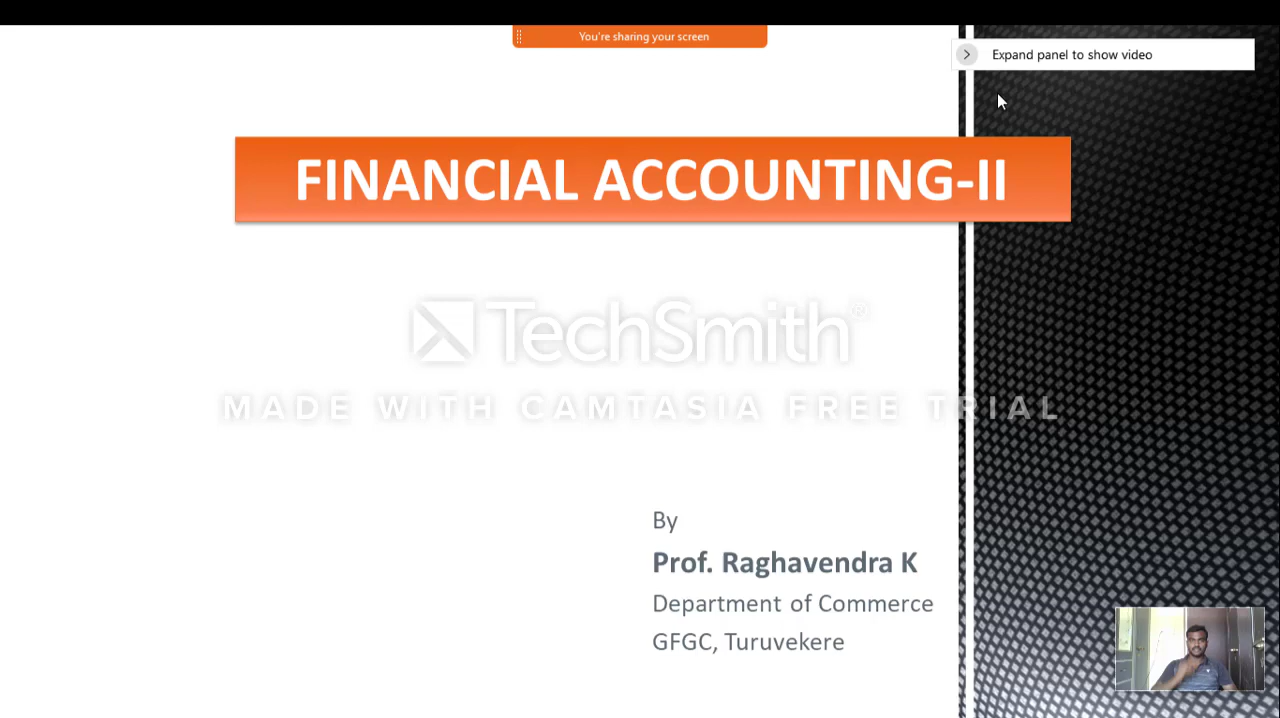 You're sharing your screen
Expand panel to show video
FINANCIAL ACCOUNTING-II
TechSmith®
MADE WITH CAMTASIA FREE TRIAL
By
Prof. Raghavendra K
Department of Commerce
GFGC, Turuvekere